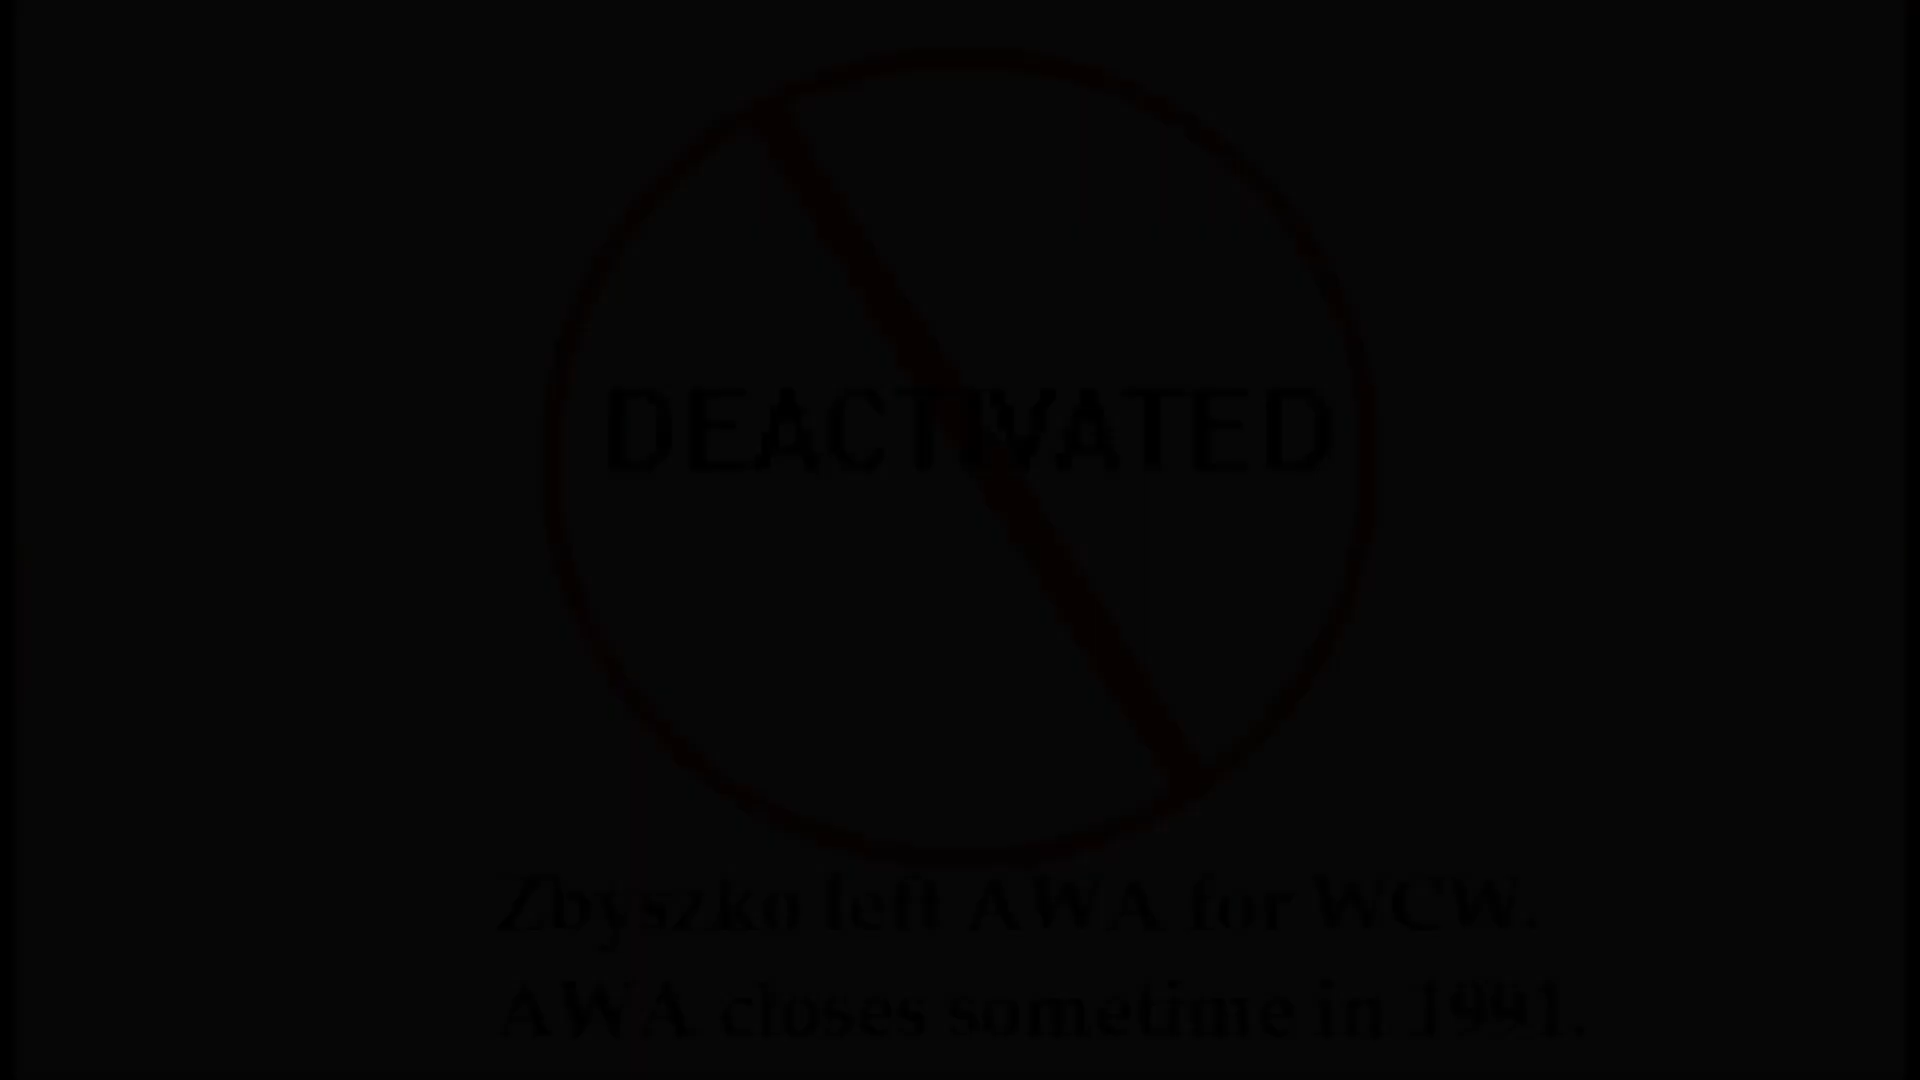 DEACTIVATED
Zbyszko left AWA for WCW.
AWA closes sometime in 1991.